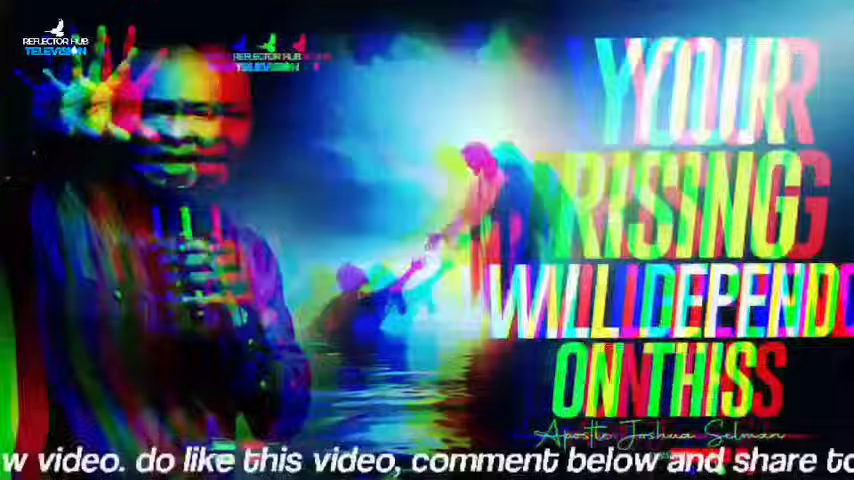 REFLECTOR HUB
TELEVISION
REFLECTOR HUB
TELEVISION
YOUR
RISING
WILL DEPEND
ON THIS
Apostle Joshua Selman
w video. do like this video, comment below and share to